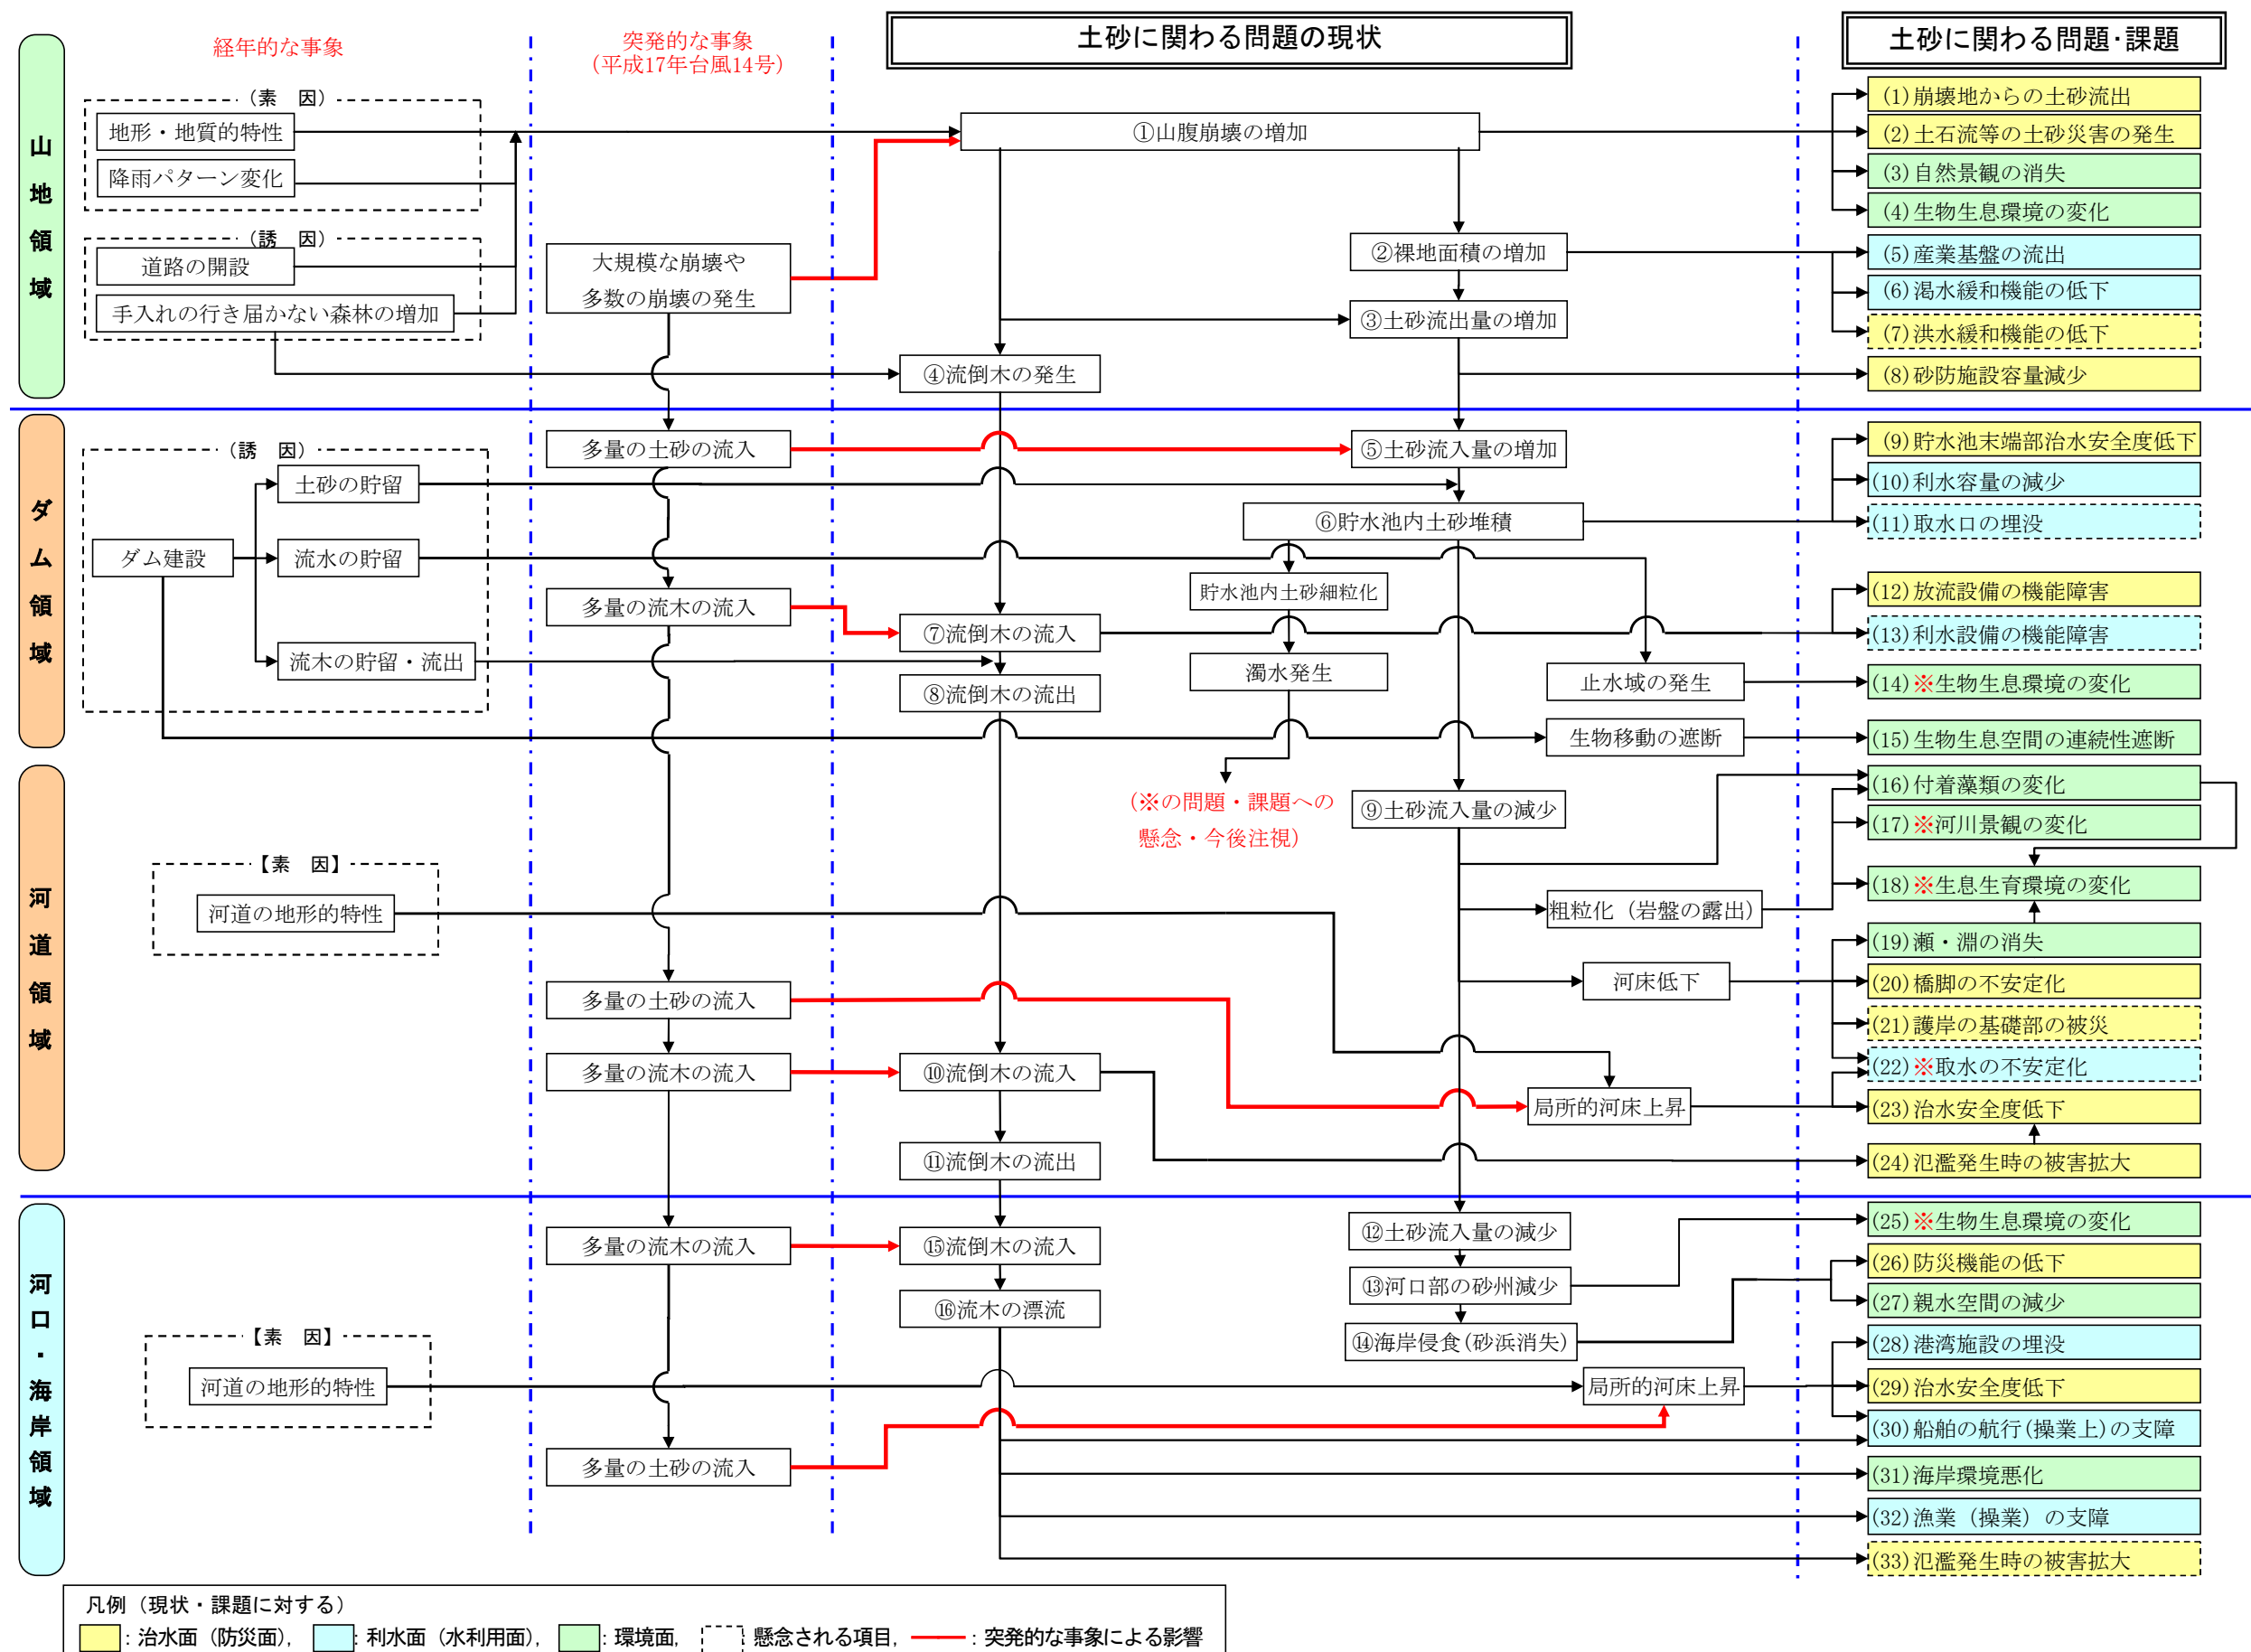 経年的な事象
突発的な事象
(平成17年台風14号)
土砂に関わる問題の現状
土砂に関わる問題・課題
山地領域
(素　因)
地形・地質的特性
降雨パターン変化
(誘　因)
道路の開設
手入れの行き届かない森林の増加
大規模な崩壊や
多数の崩壊の発生
①山腹崩壊の増加
②裸地面積の増加
③土砂流出量の増加
④流倒木の発生
(1)崩壊地からの土砂流出
(2)土石流等の土砂災害の発生
(3)自然景観の消失
(4)生物生息環境の変化
(5)産業基盤の流出
(6)渇水緩和機能の低下
(7)洪水緩和機能の低下
(8)砂防施設容量減少
ダム領域
(誘　因)
ダム建設
土砂の貯留
流水の貯留
流木の貯留・流出
多量の土砂の流入
多量の流木の流入
⑤土砂流入量の増加
⑥貯水池内土砂堆積
貯水池内土砂細粒化
⑦流倒木の流入
濁水発生
止水域の発生
⑧流倒木の流出
生物移動の遮断
(※の問題・課題への
懸念・今後注視)
(9)貯水池末端部治水安全度低下
(10)利水容量の減少
(11)取水口の埋没
(12)放流設備の機能障害
(13)利水設備の機能障害
(14)※生物生息環境の変化
(15)生物生息空間の連続性遮断
河道領域
【素　因】
河道の地形的特性
多量の土砂の流入
多量の流木の流入
⑨土砂流入量の減少
粗粒化（岩盤の露出）
河床低下
⑩流倒木の流入
局所的河床上昇
⑪流倒木の流出
(16)付着藻類の変化
(17)※河川景観の変化
(18)※生息生育環境の変化
(19)瀬・淵の消失
(20)橋脚の不安定化
(21)護岸の基礎部の被災
(22)※取水の不安定化
(23)治水安全度低下
(24)氾濫発生時の被害拡大
河口・海岸領域
【素　因】
河道の地形的特性
多量の流木の流入
多量の土砂の流入
⑫土砂流入量の減少
⑬河口部の砂州減少
⑭海岸侵食(砂浜消失)
⑮流倒木の流入
⑯流木の漂流
局所的河床上昇
(25)※生物生息環境の変化
(26)防災機能の低下
(27)親水空間の減少
(28)港湾施設の埋没
(29)治水安全度低下
(30)船舶の航行(操業上)の支障
(31)海岸環境悪化
(32)漁業（操業）の支障
(33)氾濫発生時の被害拡大
凡例（現状・課題に対する）
：治水面（防災面），：利水面（水利用面），：環境面，懸念される項目，：突発的な事象による影響